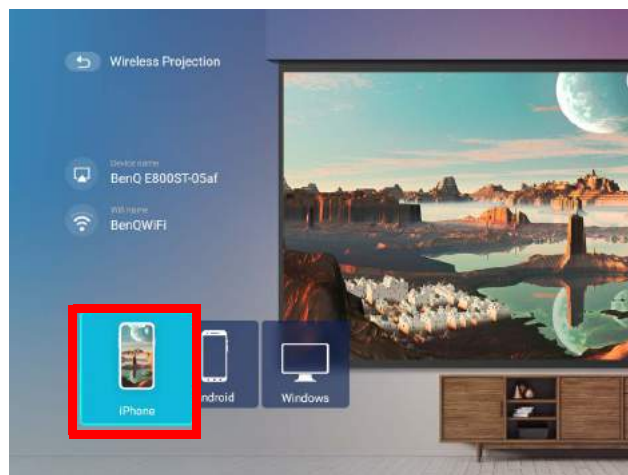 Wireless Projection
Device name
BenQ E800ST-05af
Wifi name
BenQWiFi
iPhone
ndroid
Windows